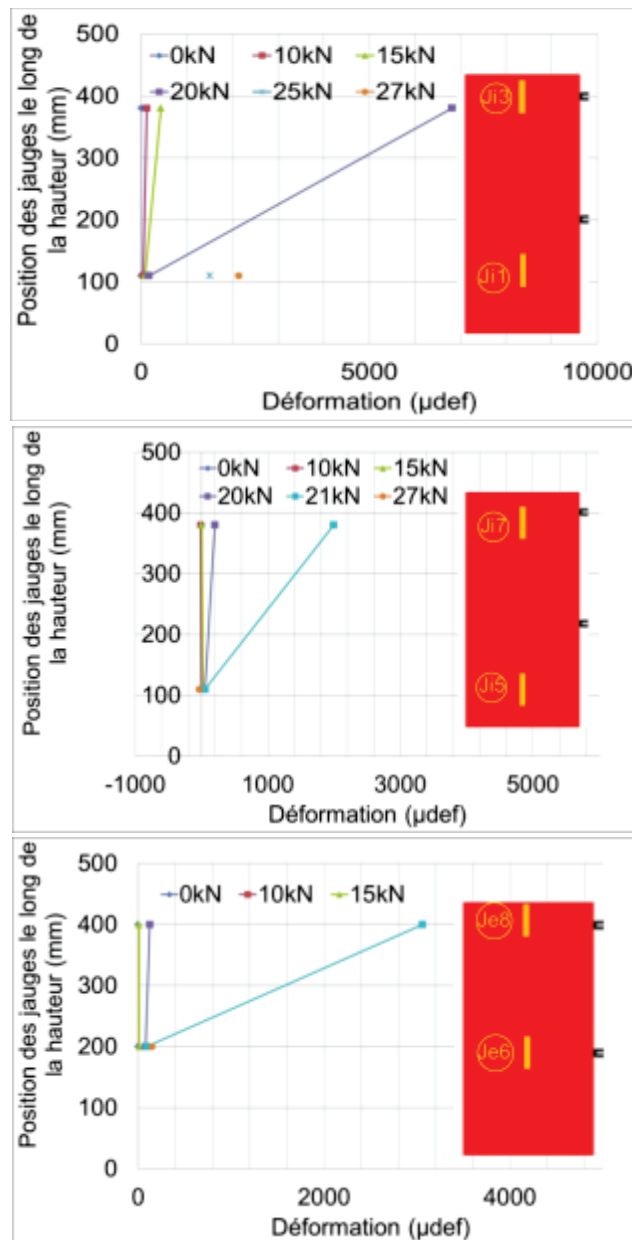 500
0kN 10kN 15kN
20kN 25kN 27kN
400
300
200
100
0
Position des jauges le long de
la hauteur (mm)
Ji3
Ji1
0 5000 10000
Déformation (µdef)
500
0kN 10kN 15kN
20kN 21kN 27kN
400
300
200
100
0
Position des jauges le long de
la hauteur (mm)
Ji7
Ji5
-1000 1000 3000 5000
Déformation (µdef)
500
0kN 10kN 15kN
400
300
200
100
0
Position des jauges le long de
la hauteur (mm)
Je8
Je6
0 2000 4000
Déformation (µdef)